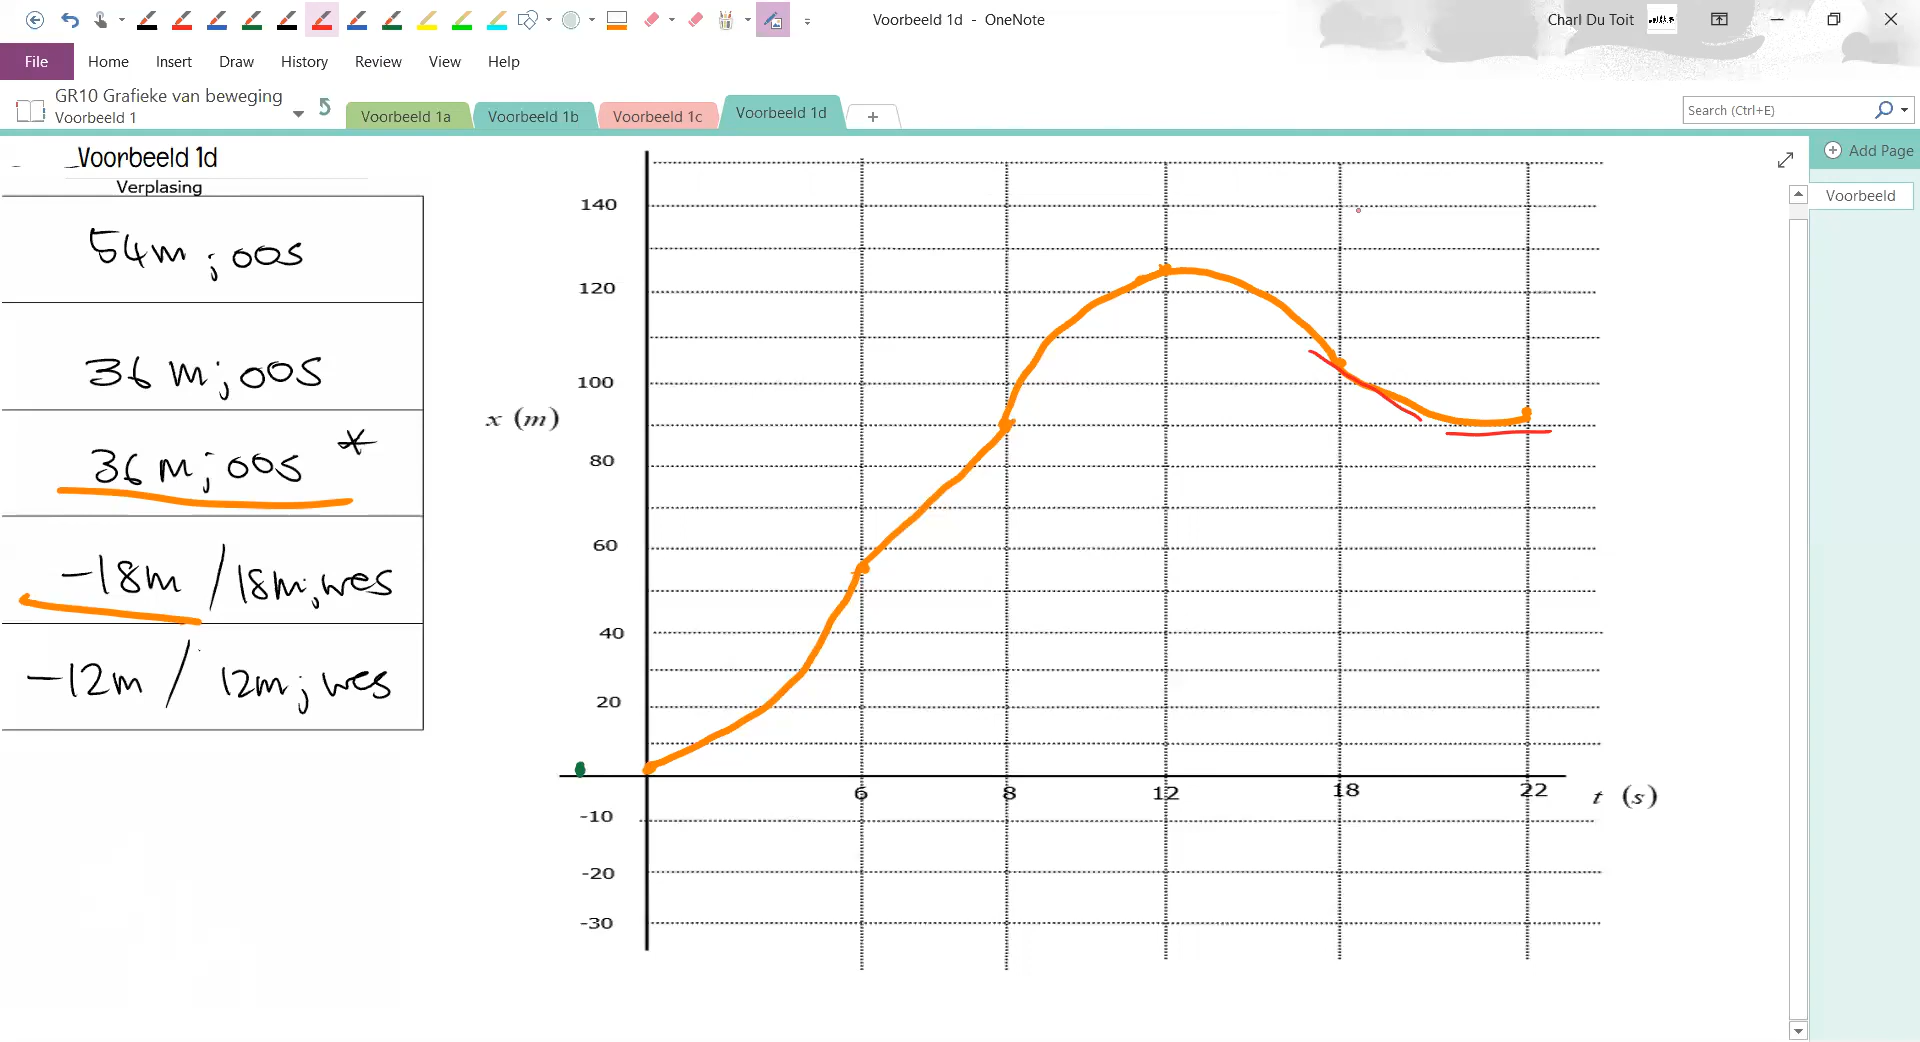 Voorbeeld 1d - OneNote
Charl Du Toit
File Home Insert Draw History Review View Help
GR10 Grafieke van beweging
Voorbeeld 1
Voorbeeld 1a Voorbeeld 1b Voorbeeld 1c Voorbeeld 1d
Search (Ctrl+E)
Add Page
Voorbeeld
Voorbeeld 1d
Verplasing
54m ; oos
36 m ; oos
36 m ; oos *
-18m / 18m ; wes
-12m / 12m ; wes
140
120
100
x (m)
80
60
40
20
6 8 12 18 22
t (s)
-10
-20
-30